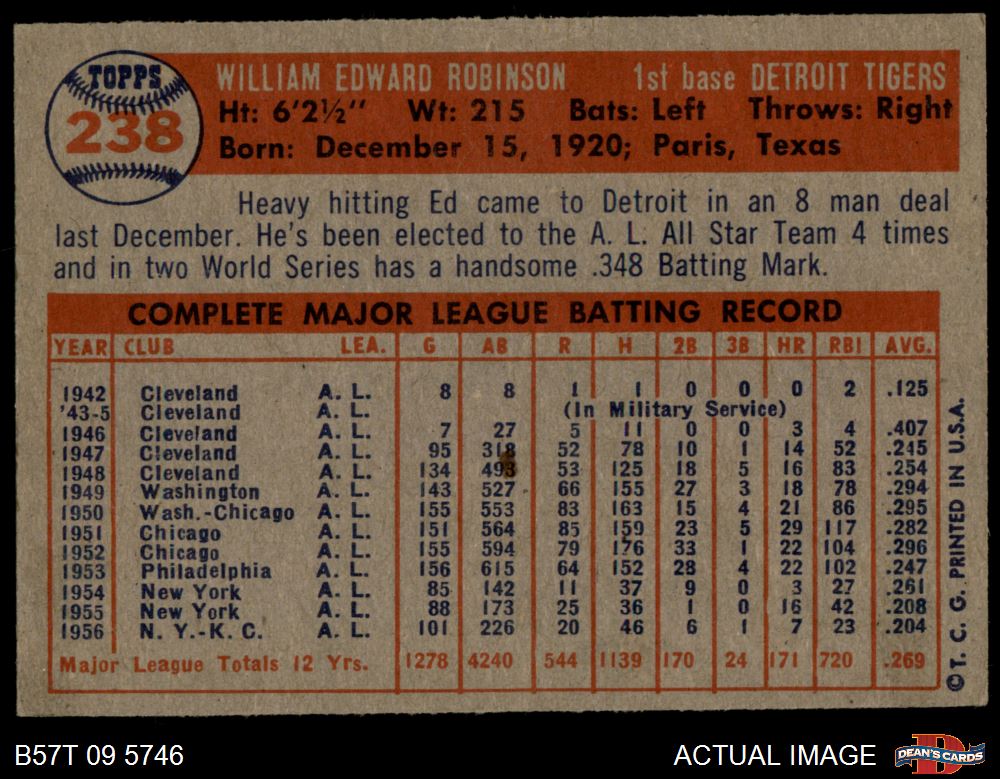 TOPPS
238
WILLIAM EDWARD ROBINSON 1st base DETROIT TIGERS
Ht: 6'2½" Wt: 215 Bats: Left Throws: Right
Born: December 15, 1920; Paris, Texas
Heavy hitting Ed came to Detroit in an 8 man deal
last December. He's been elected to the A. L. All Star Team 4 times
and in two World Series has a handsome .348 Batting Mark.
COMPLETE MAJOR LEAGUE BATTING RECORD
YEAR CLUB LEA. G AB R H 2B 3B HR RBI AVG.
1942 Cleveland A. L. 8 8 1 1 0 0 0 2 .125
'43-5 Cleveland A. L. (In Military Service)
1946 Cleveland A. L. 7 27 5 11 0 0 3 4 .407
1947 Cleveland A. L. 95 318 52 78 10 1 14 52 .245
1948 Cleveland A. L. 134 493 53 125 18 5 16 83 .254
1949 Washington A. L. 143 527 66 155 27 3 18 78 .294
1950 Wash.-Chicago A. L. 155 553 83 163 15 4 21 86 .295
1951 Chicago A. L. 151 564 85 159 23 5 29 117 .282
1952 Chicago A. L. 155 594 79 176 33 1 22 104 .296
1953 Philadelphia A. L. 156 615 64 152 28 4 22 102 .247
1954 New York A. L. 85 142 11 37 9 0 3 27 .261
1955 New York A. L. 88 173 25 36 1 0 16 42 .208
1956 N. Y.-K. C. A. L. 101 226 20 46 6 1 7 23 .204
Major League Totals 12 Yrs. 1278 4240 544 1139 170 24 171 720 .269
©T. C. G. PRINTED IN U.S.A.
B57T 09 5746 ACTUAL IMAGE
DEAN'S CARDS